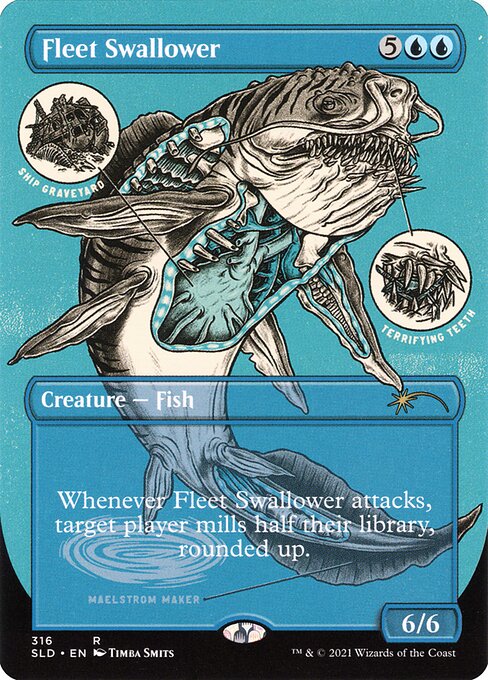 Fleet Swallower
5
SHIP GRAVEYARD
TERRIFYING TEETH
Creature — Fish
Whenever Fleet Swallower attacks,
target player mills half their library,
rounded up.
MAELSTROM MAKER
6/6
316 R
SLD • EN Timba Smits
™ & © 2021 Wizards of the Coast